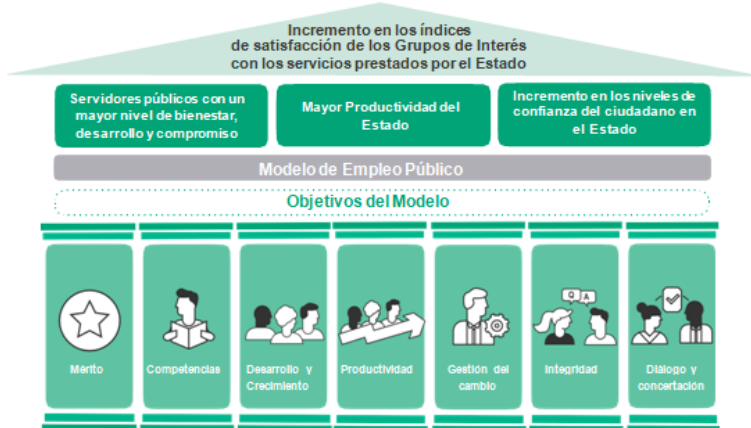 Incremento en los índices
de satisfacción de los Grupos de Interés
con los servicios prestados por el Estado
Servidores públicos con un
mayor nivel de bienestar,
desarrollo y compromiso
Mayor Productividad del
Estado
Incremento en los niveles de
confianza del ciudadano en
el Estado
Modelo de Empleo Público
Objetivos del Modelo
Q A
Mérito
Competencias
Desarrollo y
Crecimiento
Productividad
Gestión del
cambio
Integridad
Diálogo y
concertación